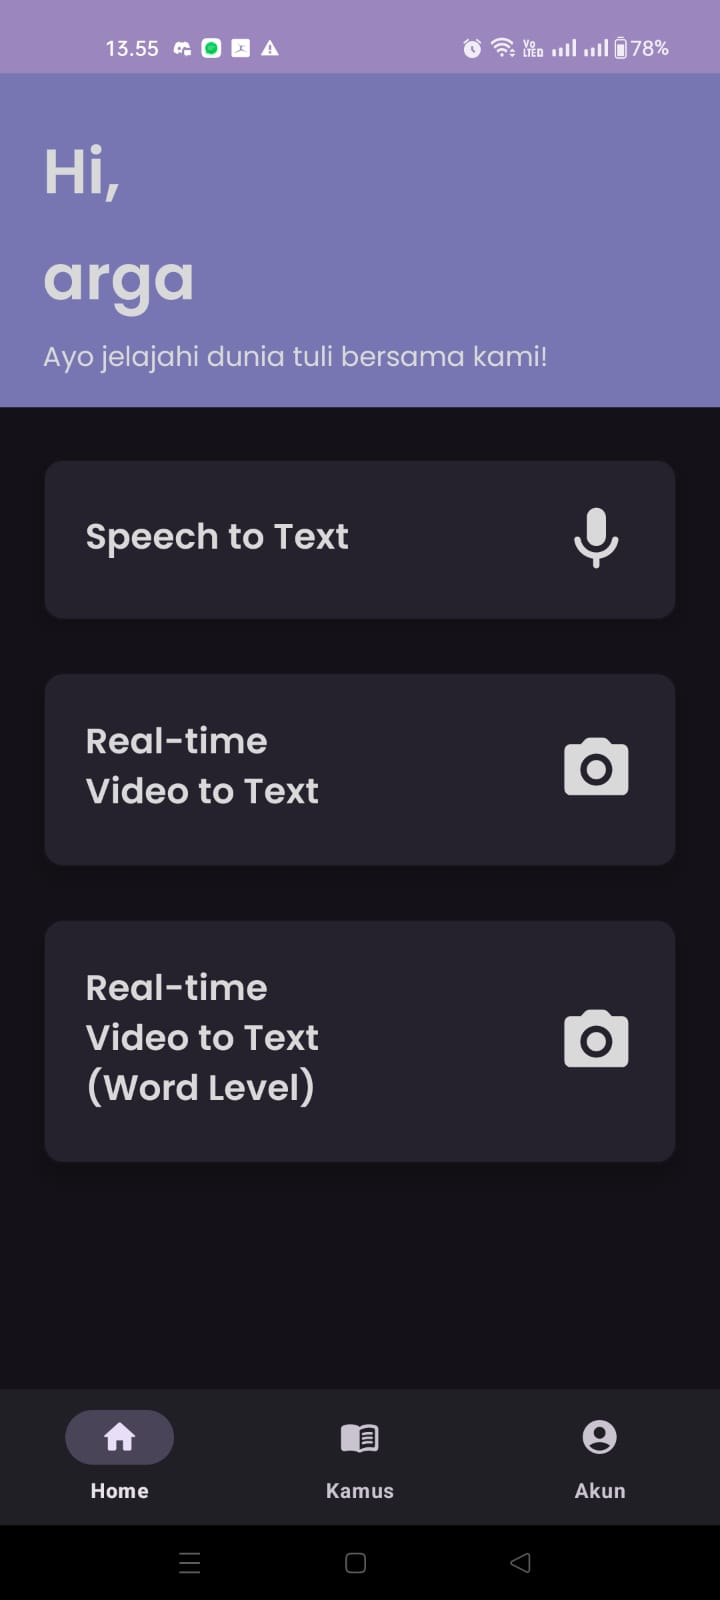 13.55
Vo
LTED
78%
Hi,
arga
Ayo jelajahi dunia tuli bersama kami!
Speech to Text
Real-time
Video to Text
Real-time
Video to Text
(Word Level)
Home
Kamus
Akun